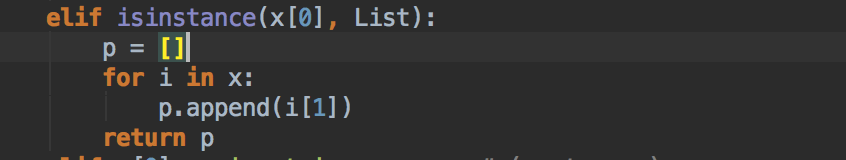 elif isinstance(x[0], List):
    p = []
    for i in x:
        p.append(i[1])
    return p